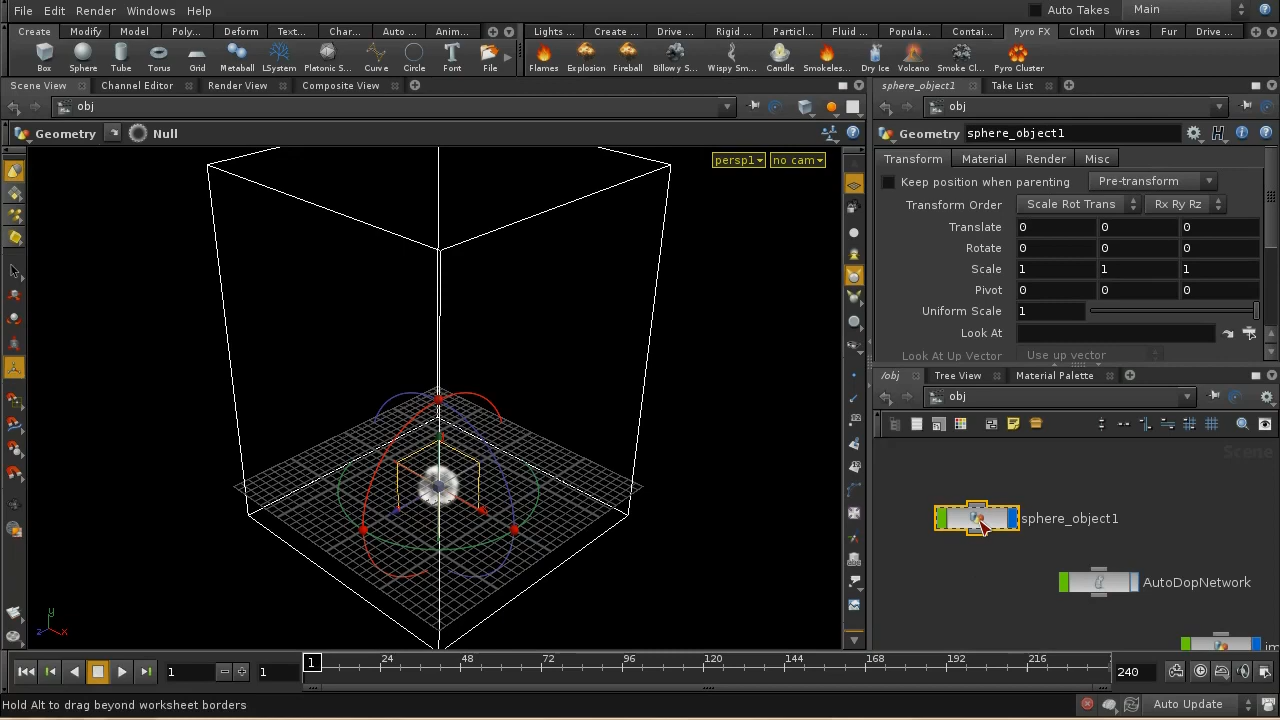 File Edit Render Windows Help Auto Takes Main
Create Modify Model Poly... Deform Text... Char... Auto ... Anim... Lights ... Create ... Drive ... Rigid ... Particl... Fluid ... Popula... Contai... Pyro FX Cloth Wires Fur Drive ...
Box Sphere Tube Torus Grid Metaball LSystem Platonic S... Curve Circle Font File Flames Explosion Fireball Billowy S... Wispy Sm... Candle Smokeles... Dry Ice Volcano Smoke Cl... Pyro Cluster
Scene View Channel Editor Render View Composite View sphere_object1 Take List
obj obj
Geometry Null Geometry sphere_object1
persp1 no cam
Transform Material Render Misc
Keep position when parenting Pre-transform
Transform Order Scale Rot Trans Rx Ry Rz
Translate 0 0 0
Rotate 0 0 0
Scale 1 1 1
Pivot 0 0 0
Uniform Scale 1
Look At
Look At Up Vector Use up vector
/obj Tree View Material Palette
obj
Scene
sphere_object1
AutoDopNetwork
im
y
z x
1 1 1 24 48 72 96 120 144 168 192 216 240
Hold Alt to drag beyond worksheet borders Auto Update